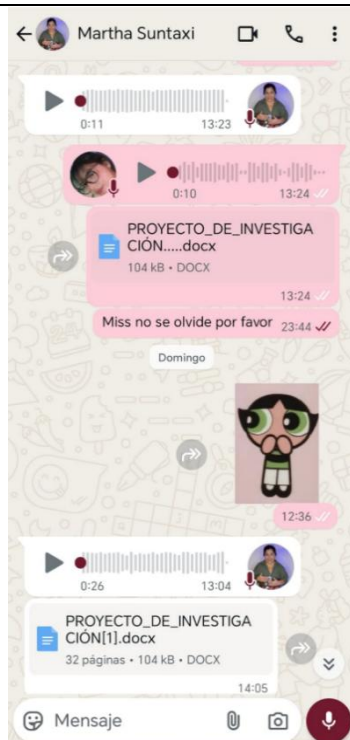 Martha Suntaxi
0:11 13:23
0:10 13:24
PROYECTO_DE_INVESTIGA
CIÓN.....docx
104 kB • DOCX
13:24
Miss no se olvide por favor 23:44
Domingo
12:36
0:26 13:04
PROYECTO_DE_INVESTIGA
CIÓN[1].docx
32 páginas • 104 kB • DOCX
14:05
Mensaje